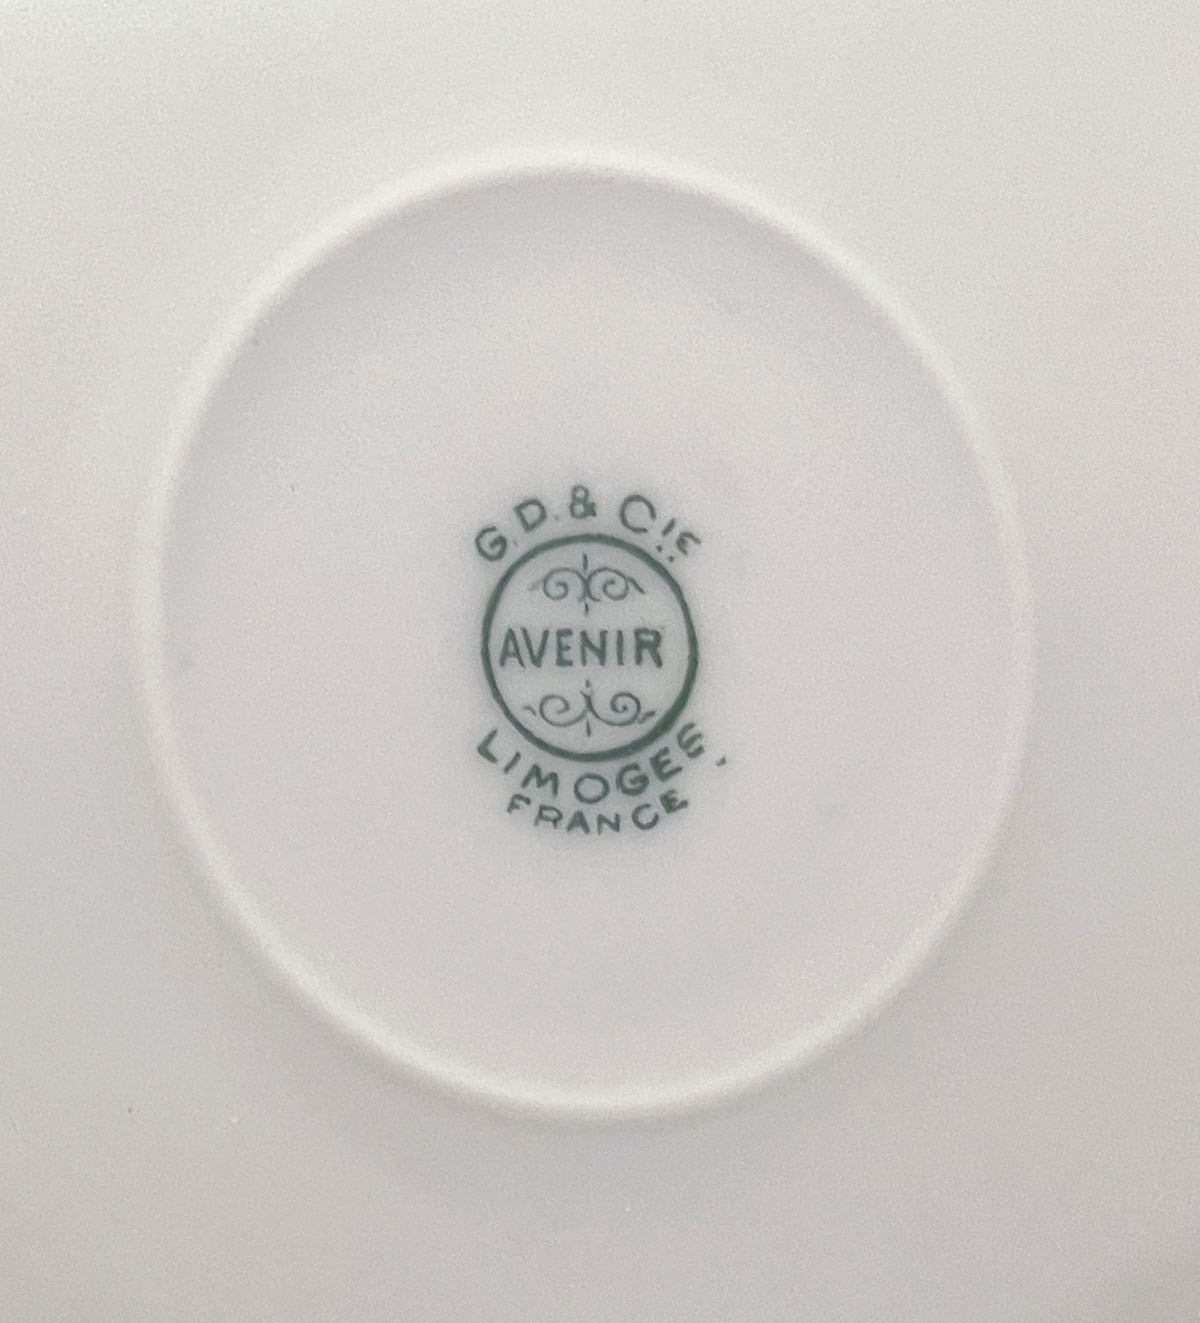 G.D. & CIE.
AVENIR
LIMOGES
FRANCE